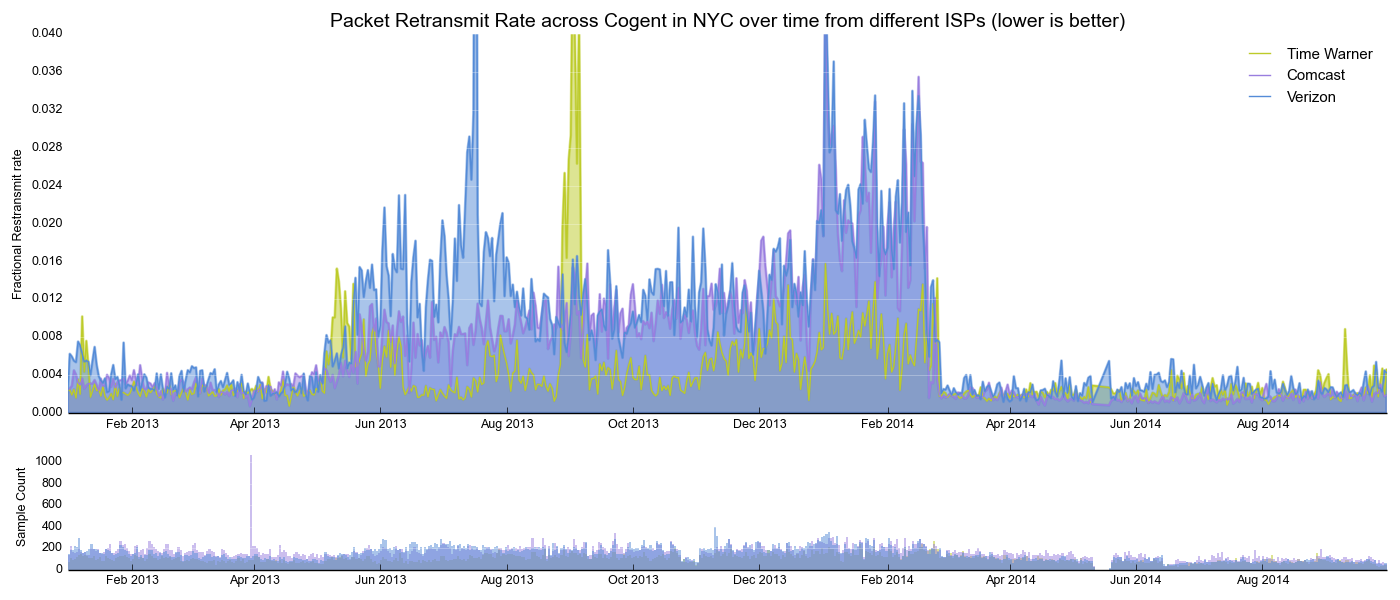 Packet Retransmit Rate across Cogent in NYC over time from different ISPs (lower is better)
0.040
0.036
0.032
0.028
0.024
0.020
0.016
0.012
0.008
0.004
0.000
Fractional Restransmit rate
Time Warner
Comcast
Verizon
Feb 2013 Apr 2013 Jun 2013 Aug 2013 Oct 2013 Dec 2013 Feb 2014 Apr 2014 Jun 2014 Aug 2014
1000
800
600
400
200
0
Sample Count
Feb 2013 Apr 2013 Jun 2013 Aug 2013 Oct 2013 Dec 2013 Feb 2014 Apr 2014 Jun 2014 Aug 2014